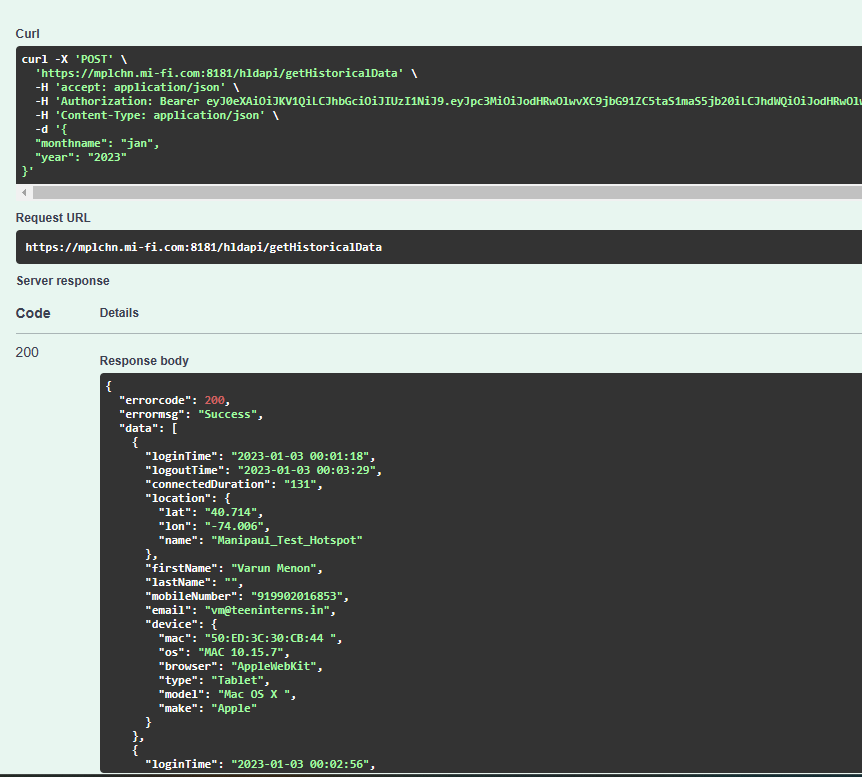 Curl
curl -X 'POST' \
'https://mplchn.mi-fi.com:8181/hldapi/getHistoricalData' \
-H 'accept: application/json' \
-H 'Authorization: Bearer eyJ0eXAiOiJKV1QiLCJhbGciOiJIUzI1NiJ9.eyJpc3MiOiJodHRwOlwvXC9jbG91ZC5taS1maS5jb20iLCJhdWQiOiJodHRwOlw
-H 'Content-Type: application/json' \
-d '{
"monthname": "jan",
"year": "2023"
}'
Request URL
https://mplchn.mi-fi.com:8181/hldapi/getHistoricalData
Server response
Code Details
200
Response body
{
"errorcode": 200,
"errormsg": "Success",
"data": [
{
"loginTime": "2023-01-03 00:01:18",
"logoutTime": "2023-01-03 00:03:29",
"connectedDuration": "131",
"location": {
"lat": "40.714",
"lon": "-74.006",
"name": "Manipaul_Test_Hotspot"
},
"firstName": "Varun Menon",
"lastName": "",
"mobileNumber": "919902016853",
"email": "vm@teeninterns.in",
"device": {
"mac": "50:ED:3C:30:CB:44 ",
"os": "MAC 10.15.7",
"browser": "AppleWebKit",
"type": "Tablet",
"model": "Mac OS X ",
"make": "Apple"
}
},
{
"loginTime": "2023-01-03 00:02:56",